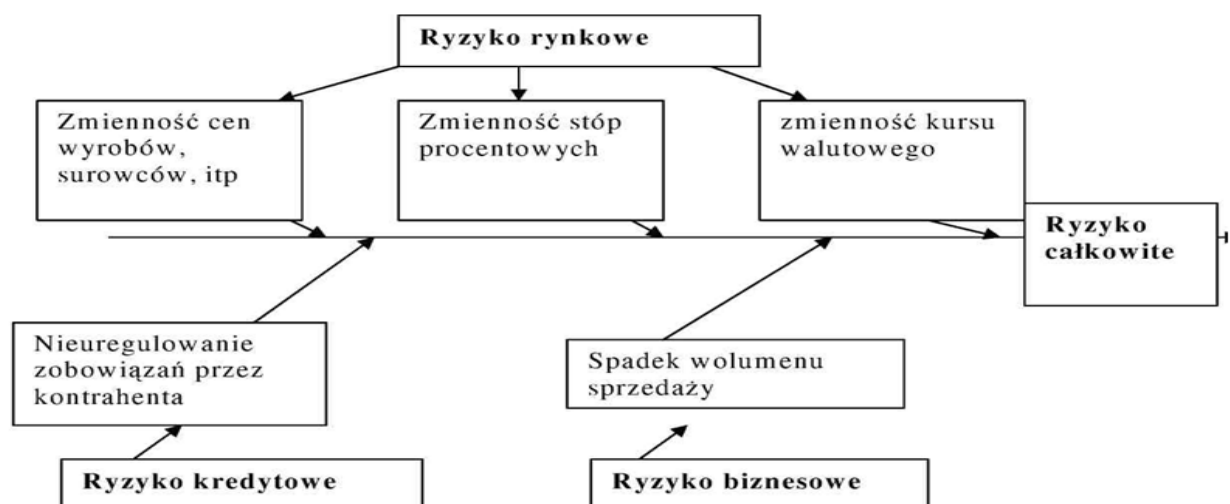 Ryzyko rynkowe
Zmienność cen
wyrobów,
surowców, itp
Zmienność stóp
procentowych
zmienność kursu
walutowego
Ryzyko
całkowite
Nieuregulowanie
zobowiązań przez
kontrahenta
Spadek wolumenu
sprzedaży
Ryzyko kredytowe
Ryzyko biznesowe